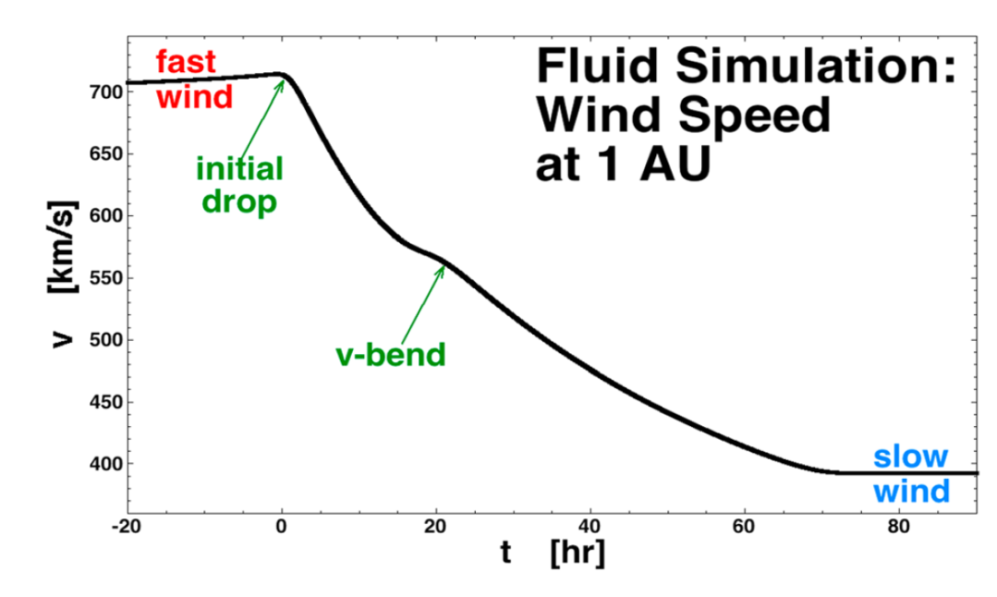 Fluid Simulation:
Wind Speed
at 1 AU
fast
wind
initial
drop
v-bend
slow
wind
v [km/s]
700
650
600
550
500
450
400
-20 0 20 40 60 80
t [hr]